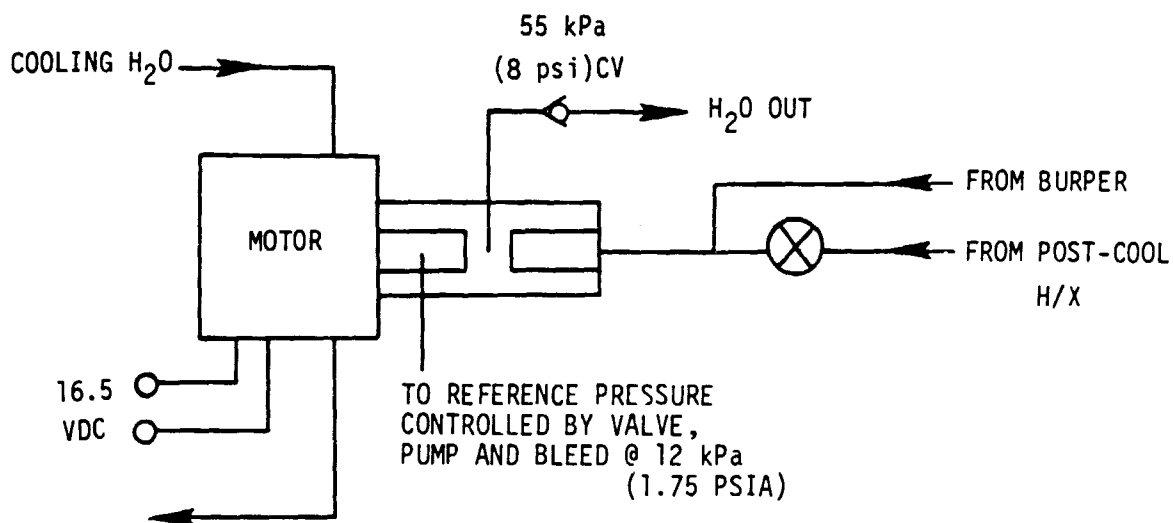 55 kPa
(8 psi)CV
COOLING H2O
H2O OUT
FROM BURPER
MOTOR
FROM POST-COOL
H/X
16.5
VDC
TO REFERENCE PRESSURE
CONTROLLED BY VALVE,
PUMP AND BLEED @ 12 kPa
(1.75 PSIA)